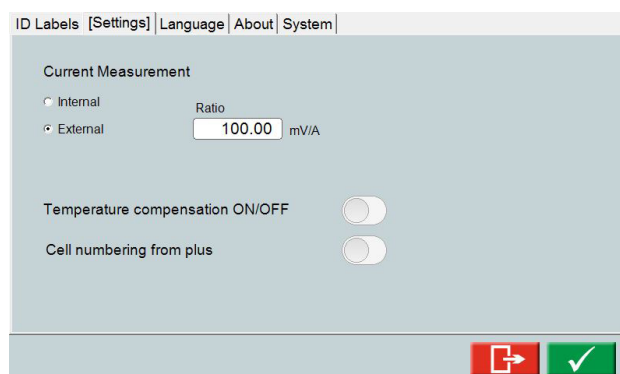 ID Labels [Settings] Language About System
Current Measurement
Internal
Ratio
External 100.00 mV/A
Temperature compensation ON/OFF
Cell numbering from plus